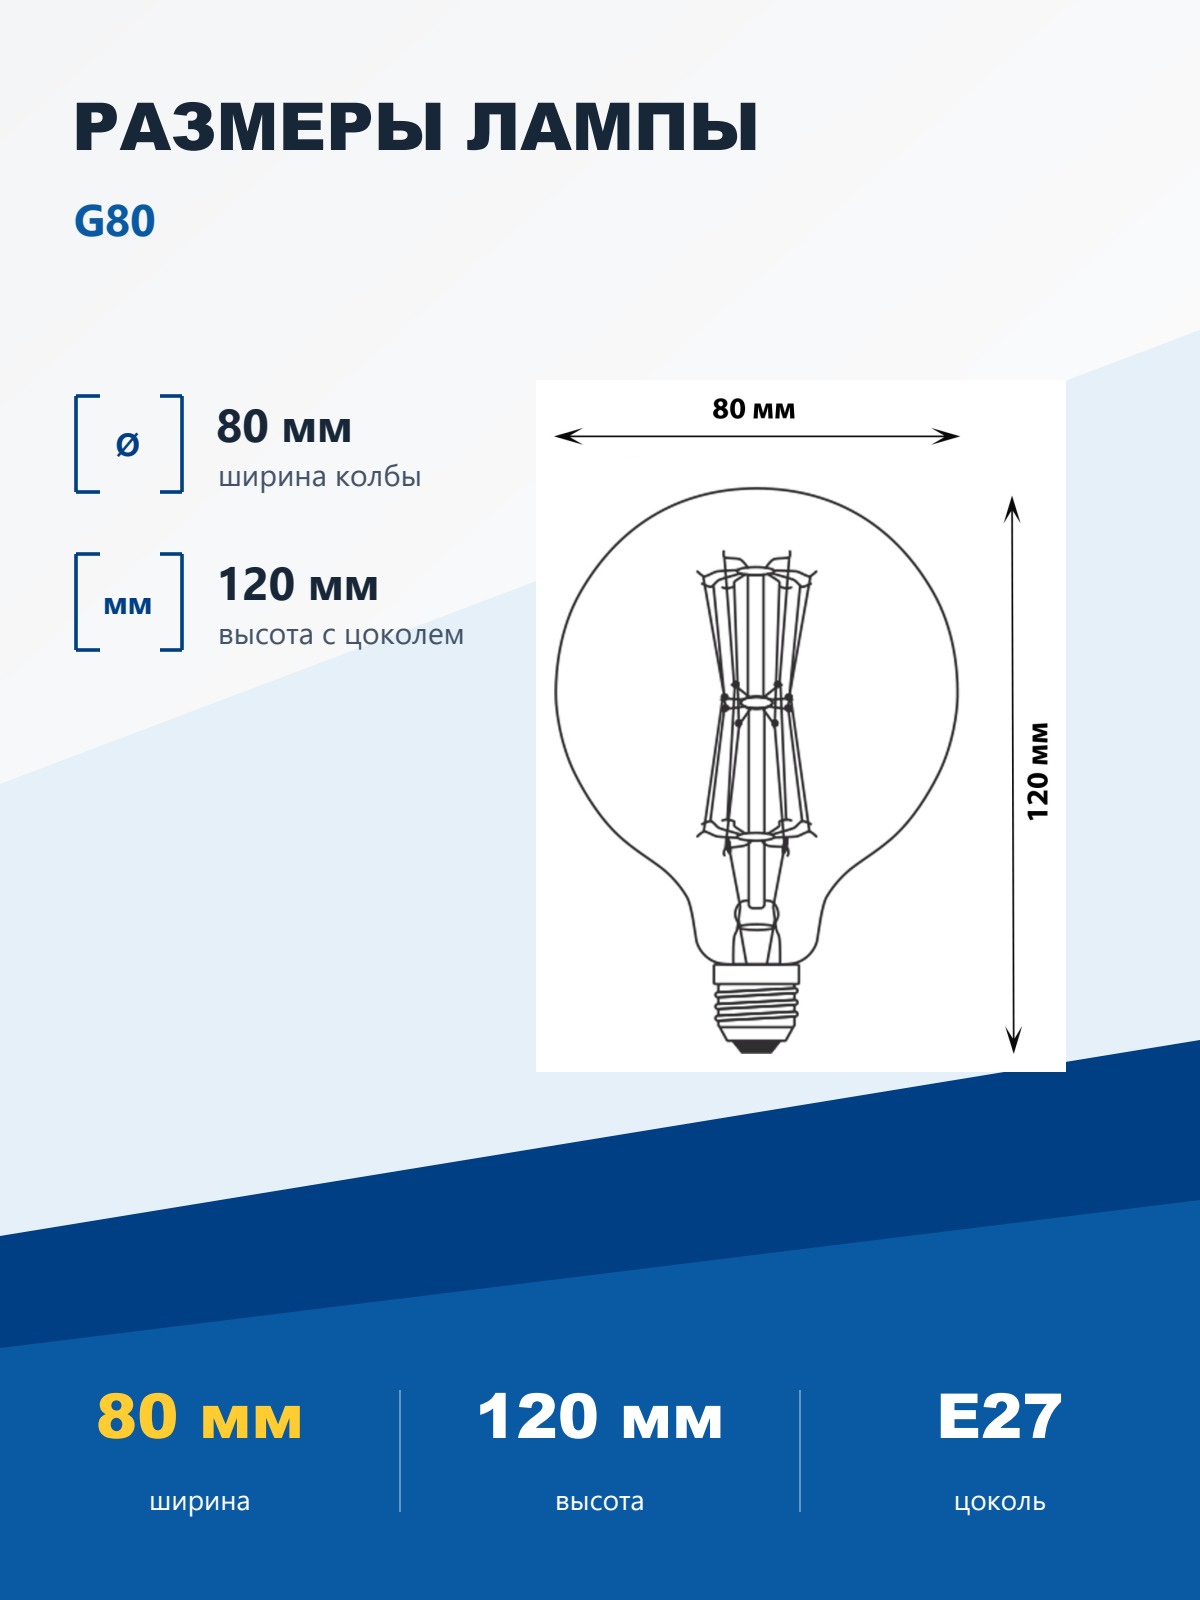 РАЗМЕРЫ ЛАМПЫ
G80
Ø
80 мм
ширина колбы
мм
120 мм
высота с цоколем
80 мм
120 мм
80 мм
ширина
120 мм
высота
E27
цоколь